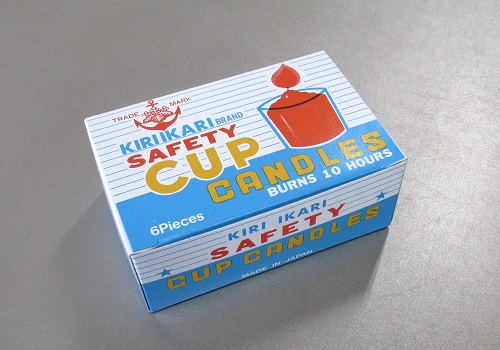 TRADE MARK
KIRIIKARI BRAND
SAFETY
CUP
CANDLES
BURNS 10 HOURS
6Pieces
KIRI IKARI
SAFETY
CUP CANDLES
MADE IN JAPAN